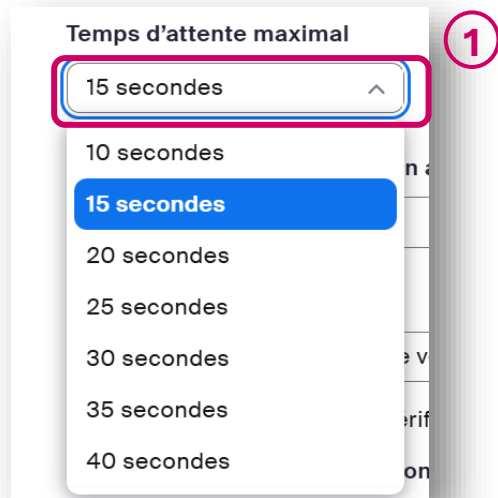 Temps d’attente maximal
1
15 secondes
10 secondes
15 secondes
20 secondes
25 secondes
30 secondes
35 secondes
40 secondes